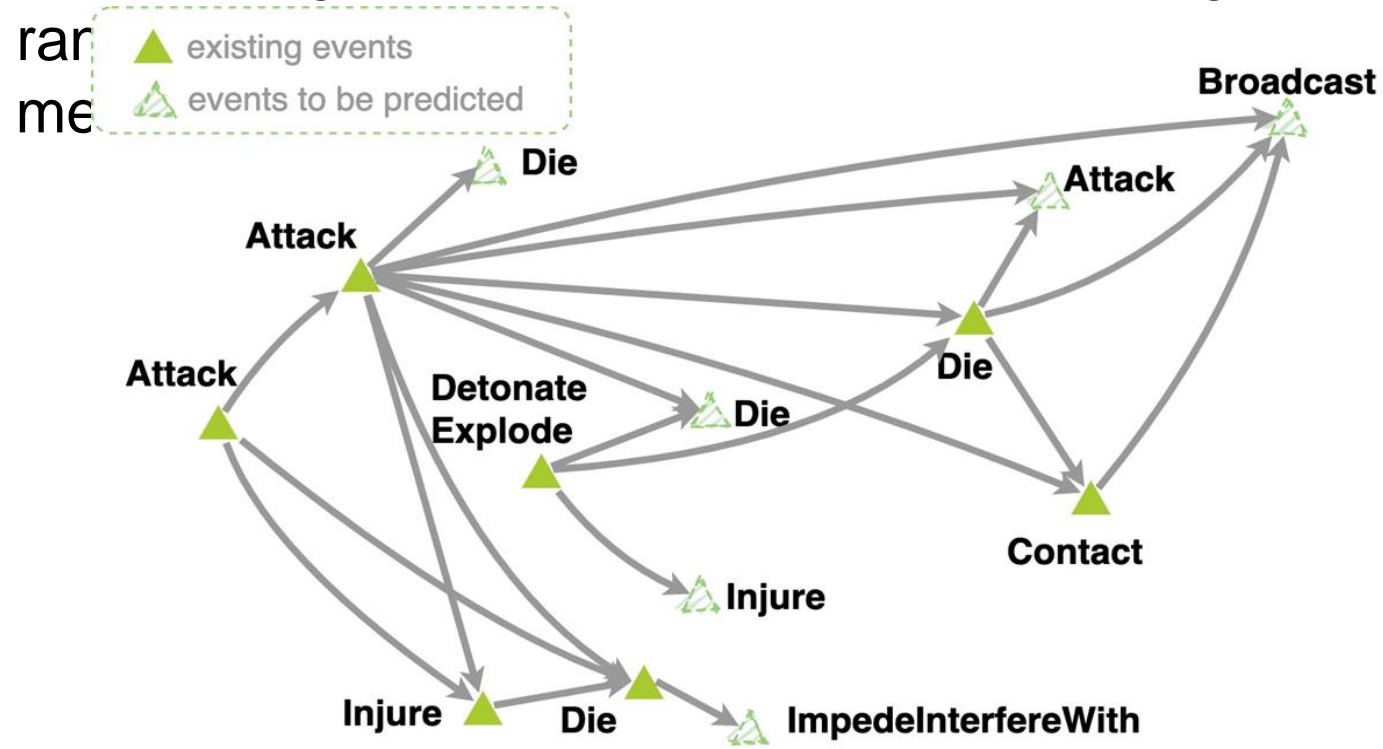 existing events
events to be predicted
Broadcast
Die
Attack
Attack
Attack
Die
Detonate
Explode
Die
Contact
Injure
Injure
Die
ImpedeInterfereWith